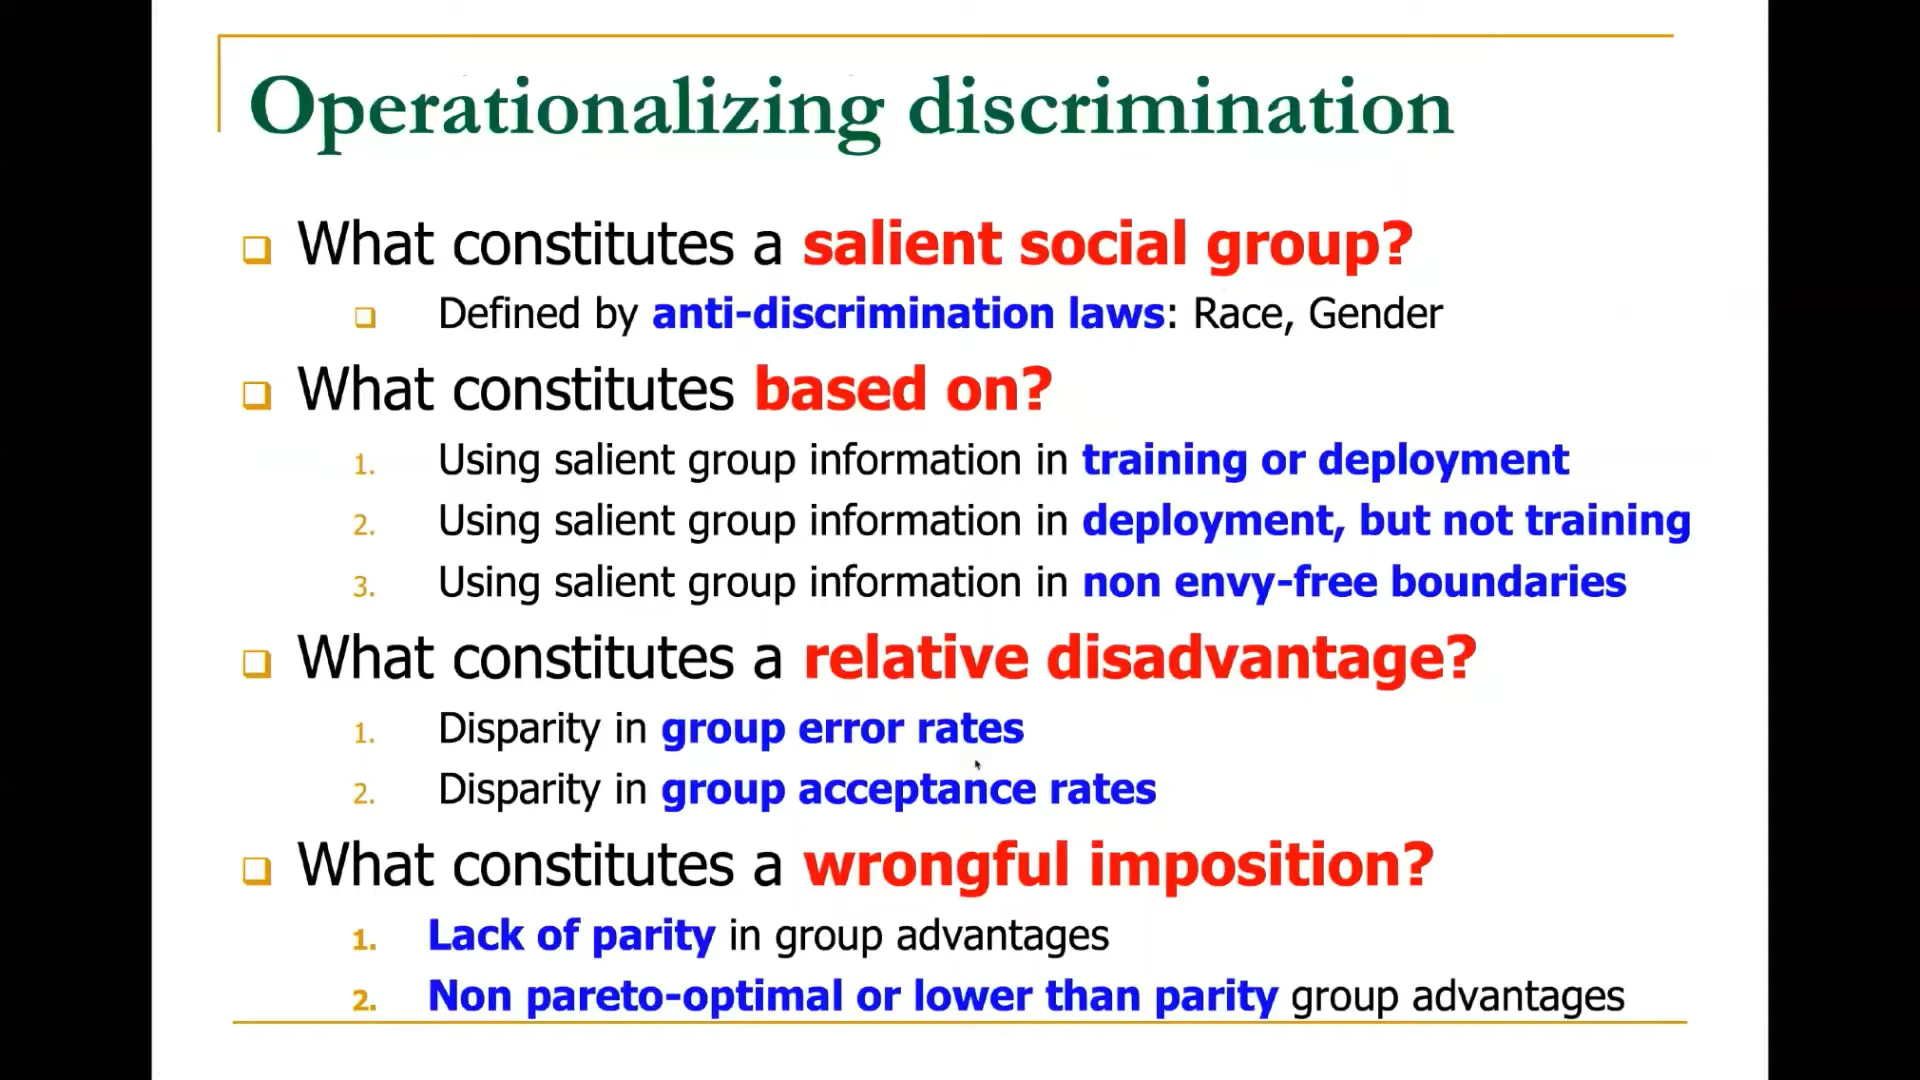 Operationalizing discrimination
What constitutes a salient social group?
Defined by anti-discrimination laws: Race, Gender
What constitutes based on?
1. Using salient group information in training or deployment
2. Using salient group information in deployment, but not training
3. Using salient group information in non envy-free boundaries
What constitutes a relative disadvantage?
1. Disparity in group error rates
2. Disparity in group acceptance rates
What constitutes a wrongful imposition?
1. Lack of parity in group advantages
2. Non pareto-optimal or lower than parity group advantages